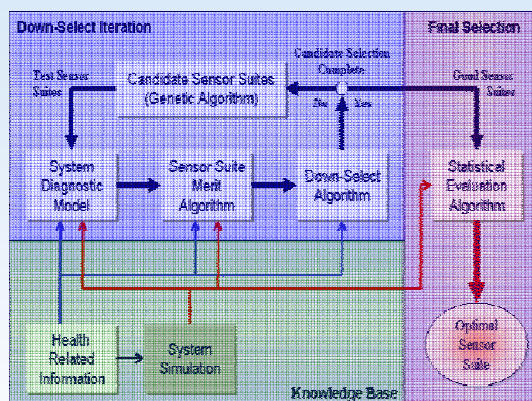 Down-Select Iteration
Final Selection
Candidate Selection
Complete
Test Sensor
Suites
Candidate Sensor Suites
(Genetic Algorithm)
No
Yes
Good Sensor
Suites
System
Diagnostic
Model
Sensor Suite
Merit
Algorithm
Down-Select
Algorithm
Statistical
Evaluation
Algorithm
Health
Related
Information
System
Simulation
Optimal
Sensor
Suite
Knowledge Base